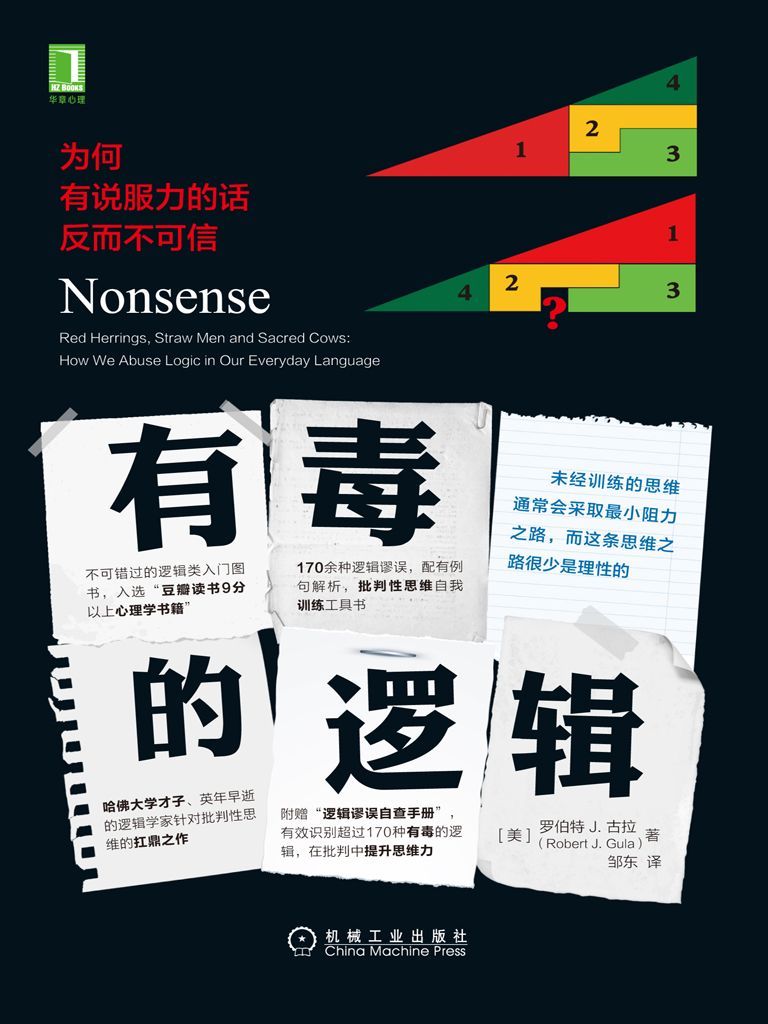 HZ Books
华章心理
为何
有说服力的话
反而不可信
Nonsense
Red Herrings, Straw Men and Sacred Cows:
How We Abuse Logic in Our Everyday Language
4
1
2
3
1
4
2
3
?
有
不可错过的逻辑类入门图
书，入选“豆瓣读书9分
以上心理学书籍”
毒
170余种逻辑谬误，配有例
句解析，批判性思维自我
训练工具书
未经训练的思维
通常会采取最小阻力
之路，而这条思维之
路很少是理性的
的
哈佛大学才子、英年早逝
的逻辑学家针对批判性思
维的扛鼎之作
逻
附赠“逻辑谬误自查手册”，
有效识别超过170种有毒的逻
辑，在批判中提升思维力
辑
[美] 罗伯特 J. 古拉 著
(Robert J. Gula)
邹东 译
机械工业出版社
China Machine Press